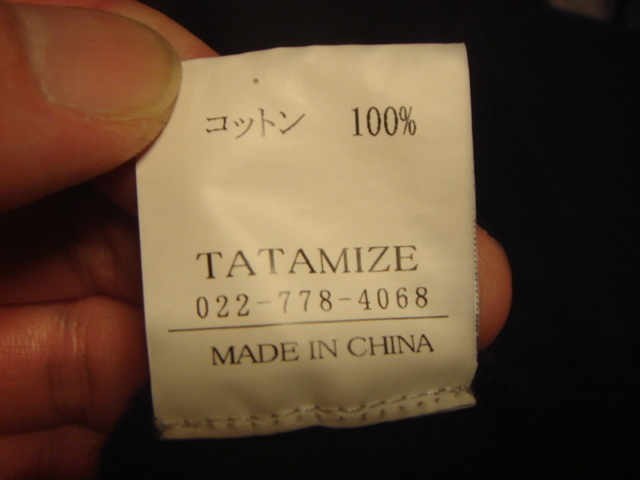 コットン 100%
TATAMIZE
022-778-4068
MADE IN CHINA